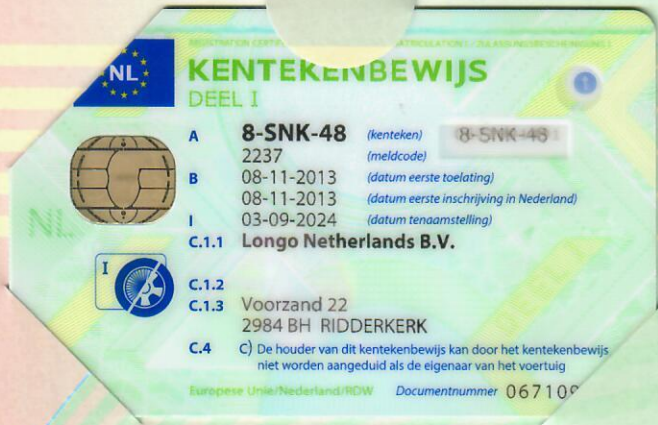 NL
KENTEKENBEWIJS
DEEL I
A 8-SNK-48 (kenteken) 8-SNK-48
2237 (meldcode)
B 08-11-2013 (datum eerste toelating)
08-11-2013 (datum eerste inschrijving in Nederland)
I 03-09-2024 (datum tenaamstelling)
C.1.1 Longo Netherlands B.V.
NL
I
C.1.2
C.1.3 Voorzand 22
2984 BH RIDDERKERK
C.4 C) De houder van dit kentekenbewijs kan door het kentekenbewijs
niet worden aangeduid als de eigenaar van het voertuig
Europese Unie/Nederland/RDW Documentnummer 06710